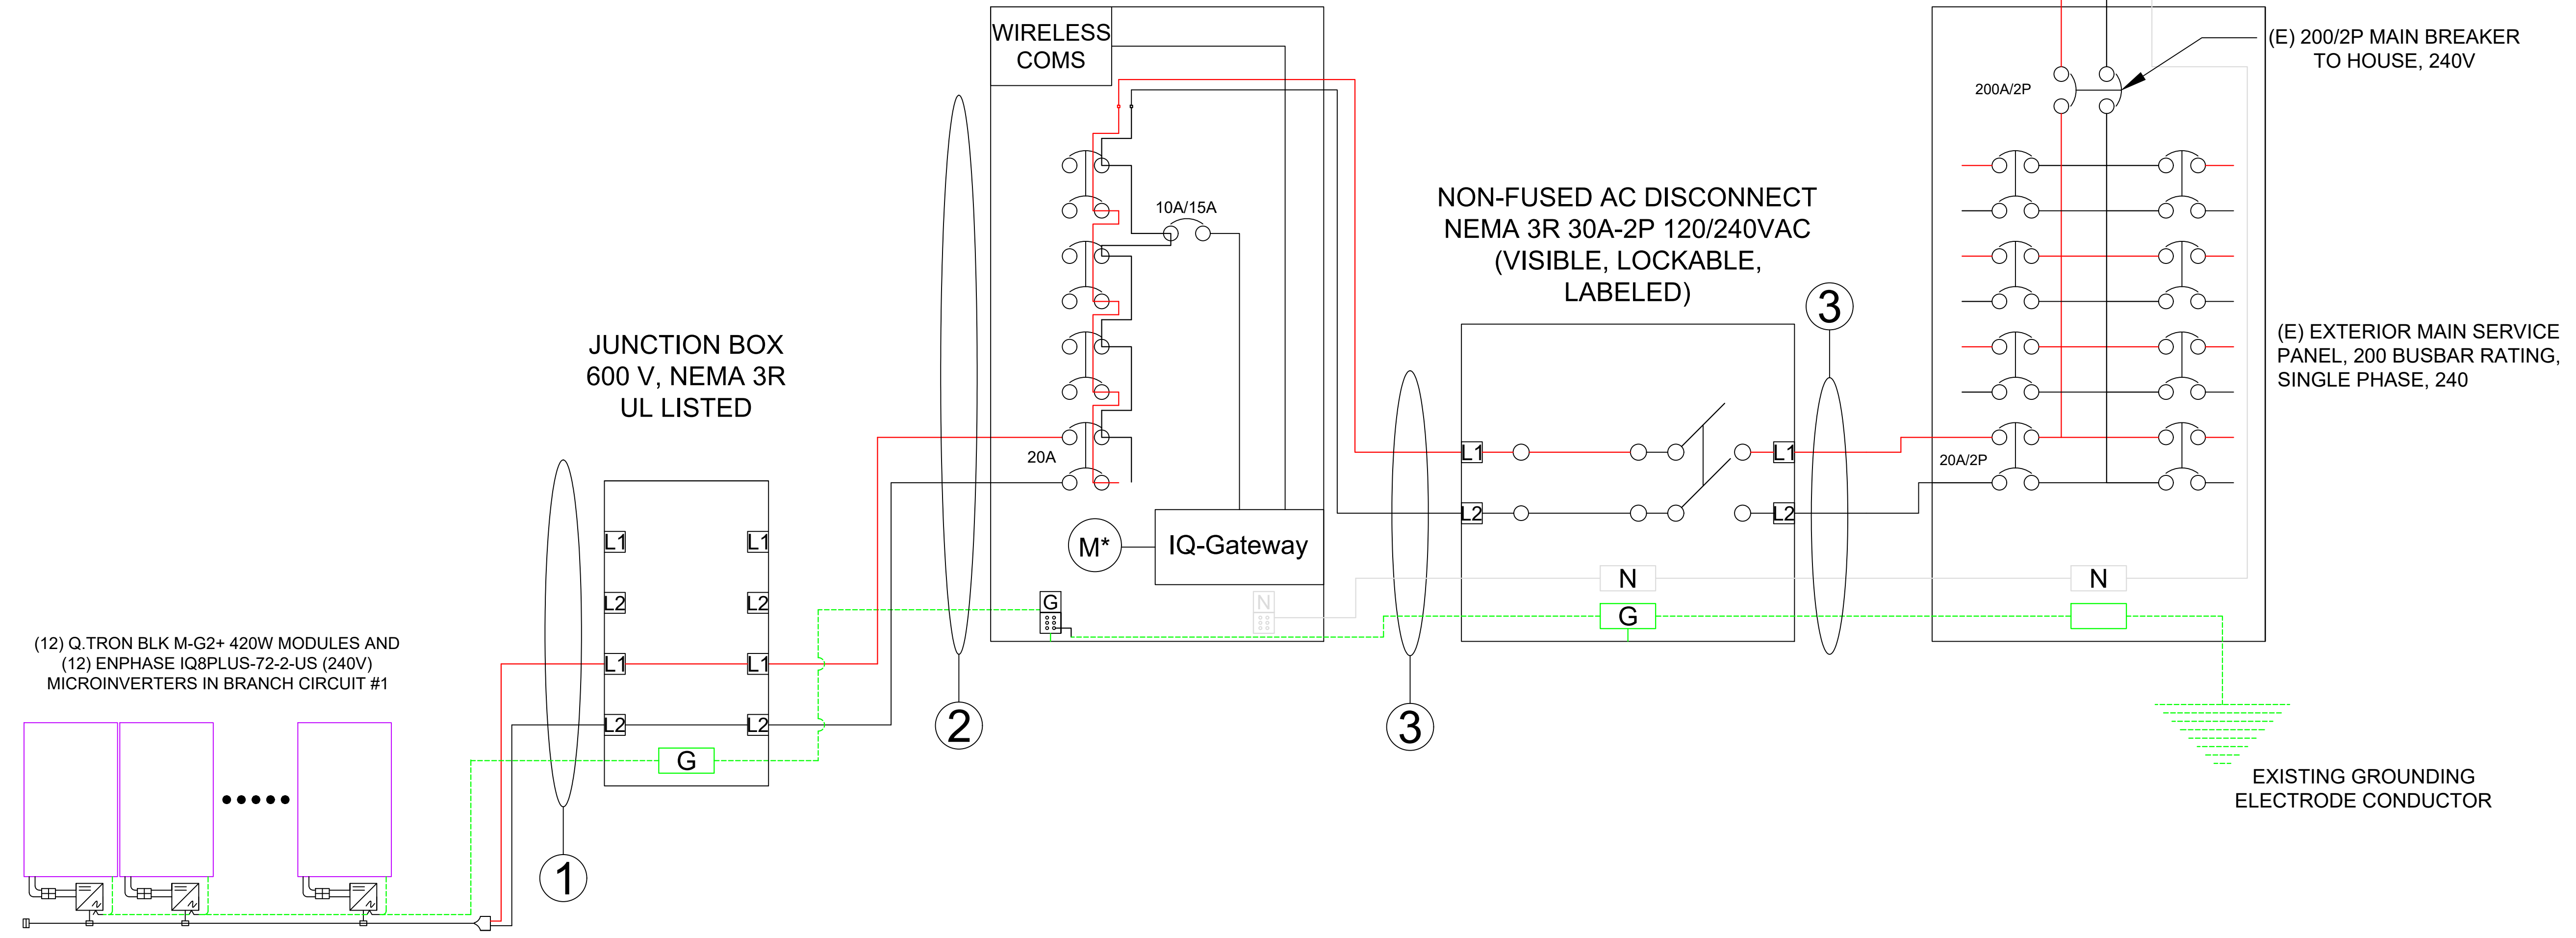 (12) Q.TRON BLK M-G2+ 420W MODULES AND
(12) ENPHASE IQ8PLUS-72-2-US (240V)
MICROINVERTERS IN BRANCH CIRCUIT #1
1
JUNCTION BOX
600 V, NEMA 3R
UL LISTED
L1
L1
L2
L2
L1
L1
L2
L2
G
2
WIRELESS
COMS
10A/15A
20A
M*
IQ-Gateway
G
N
3
NON-FUSED AC DISCONNECT
NEMA 3R 30A-2P 120/240VAC
(VISIBLE, LOCKABLE,
LABELED)
L1
L1
L2
L2
N
G
3
200A/2P
20A/2P
N
(E) 200/2P MAIN BREAKER
TO HOUSE, 240V
(E) EXTERIOR MAIN SERVICE
PANEL, 200 BUSBAR RATING,
SINGLE PHASE, 240
EXISTING GROUNDING
ELECTRODE CONDUCTOR